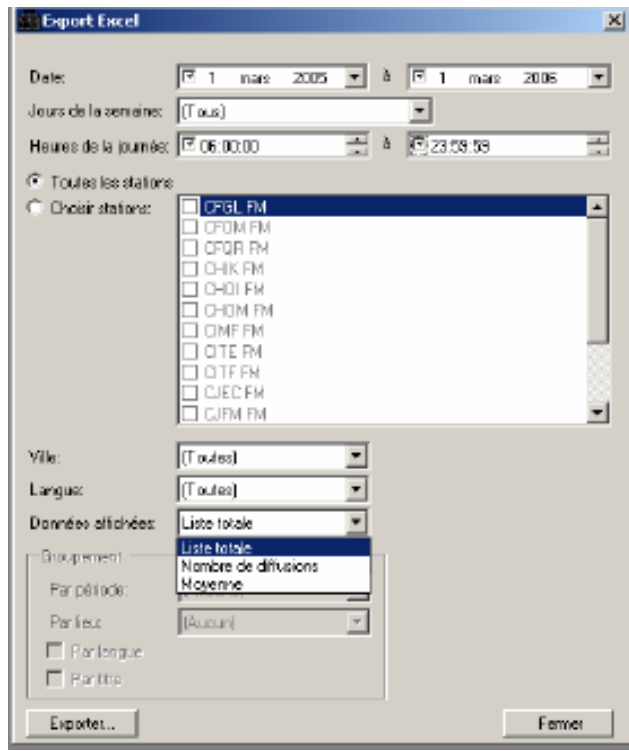 Export Excel
Date: 1 mars 2005 à 1 mars 2006
Jours de la semaine: (Tous)
Heures de la journée: 06:00:00 à 23:59:59
Toutes les stations
Choisir stations:
CFGL FM
CFOM FM
CFQR FM
CHIK FM
CHOI FM
CHOM FM
CIMF FM
CITE FM
CITF FM
CJEC FM
CJFM FM
Ville: (Toutes)
Langue: (Toutes)
Données affichées: Liste totale
Liste totale
Nombre de diffusions
Moyenne
Groupement
Par période:
Par lieu: (Aucun)
Par langue
Par titre
Exporter...
Fermer